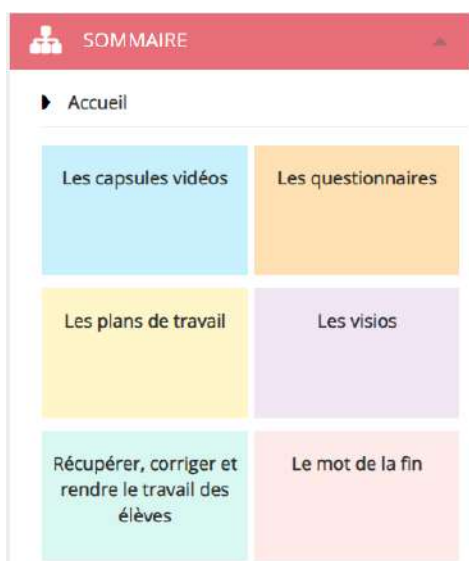 SOMMAIRE
Accueil
Les capsules vidéos
Les questionnaires
Les plans de travail
Les visios
Récupérer, corriger et
rendre le travail des
élèves
Le mot de la fin